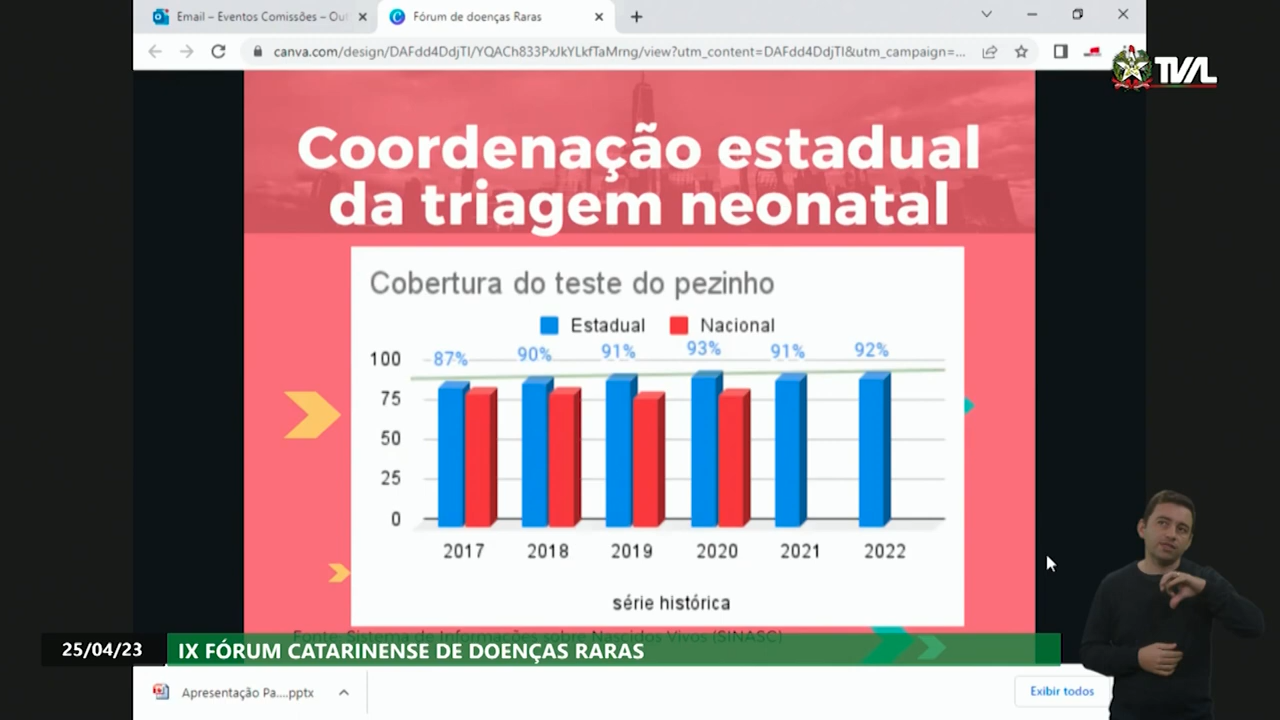 Email – Eventos Comissões – Out
Fórum de doenças Raras
canva.com/design/DAFdd4DdjTI/YQACh833PxJkYLkfTaMrng/view?utm_content=DAFdd4DdjTI&utm_campaign=...
TVAL
Coordenação estadual
da triagem neonatal
Cobertura do teste do pezinho
Estadual Nacional
87% 90% 91% 93% 91% 92%
100
75
50
25
0
2017 2018 2019 2020 2021 2022
série histórica
Fonte: Sistema de Informações sobre Nascidos Vivos (SINASC)
25/04/23 IX FÓRUM CATARINENSE DE DOENÇAS RARAS
Apresentação Pa....pptx
Exibir todos